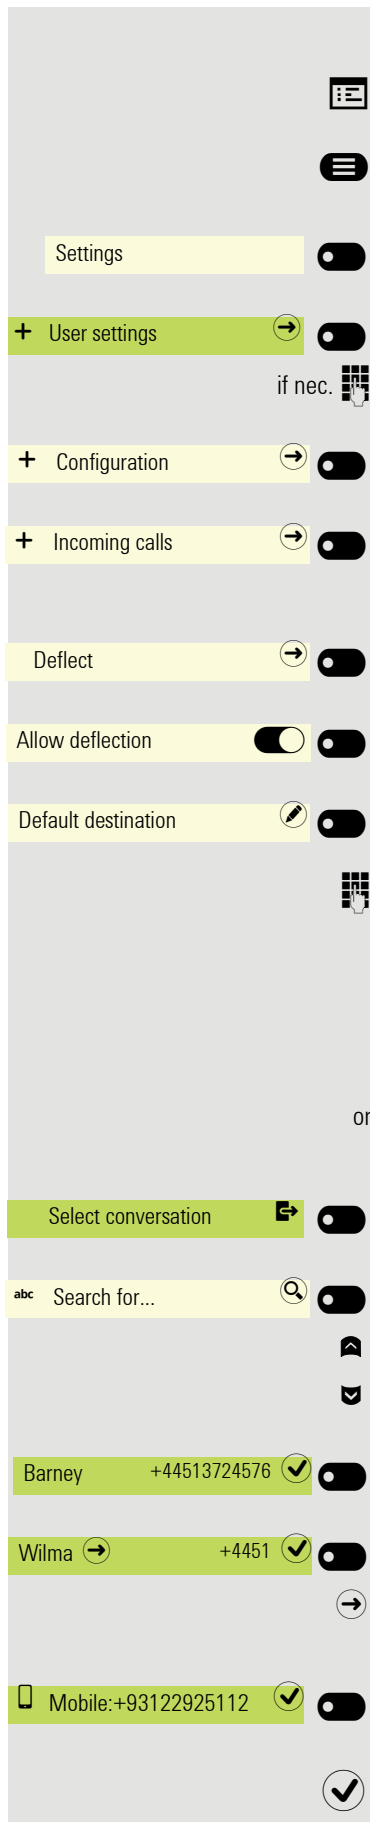 Settings
User settings
if nec.
Configuration
Incoming calls
Deflect
Allow deflection
Default destination
or
Select conversation
abc Search for...
Barney +44513724576
Wilma +4451
Mobile:+93122925112